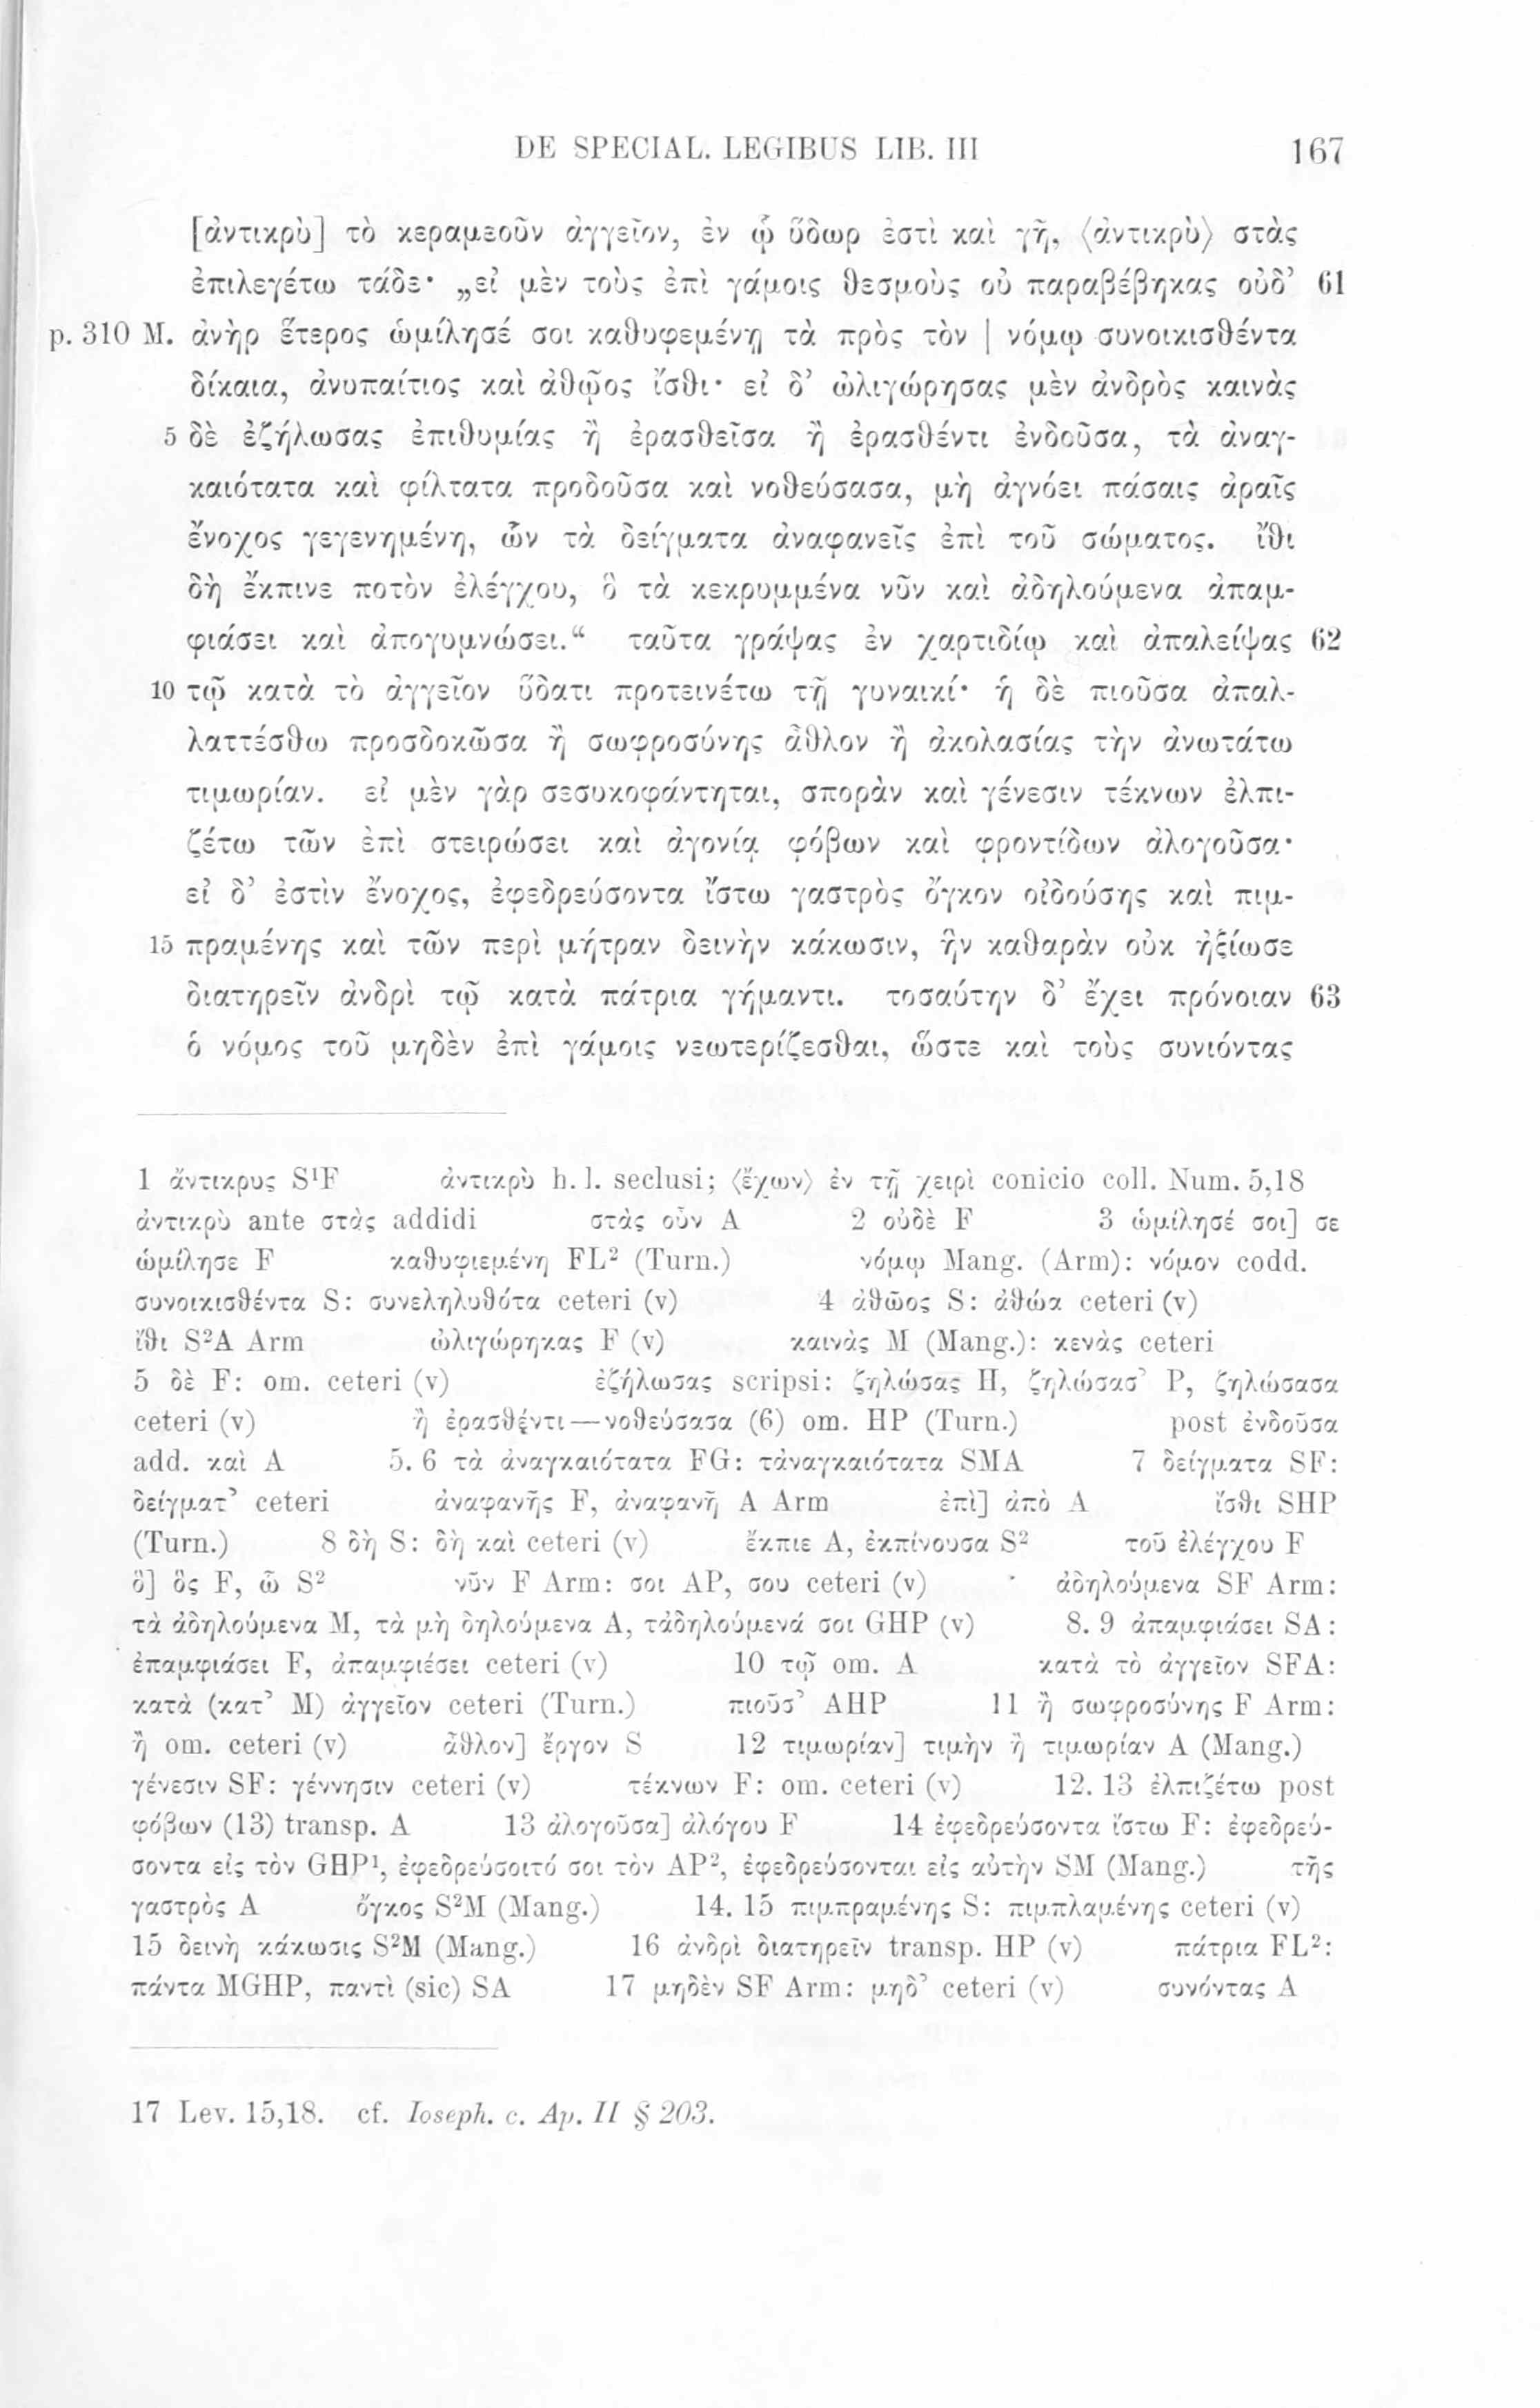 DE SPECIAL. LEGIBUS LIB. III 167
[ἀντικρὺ] τὸ κεραμεοῦν ἀγγεῖον, ἐν ᾧ ὕδωρ ἐστὶ καὶ γῆ, ⟨ἀντικρὺ⟩ στὰς
ἐπιλεγέτω τάδε· „εἰ μὲν τοὺς ἐπὶ γάμοις θεσμοὺς οὐ παραβέβηκας οὐδ’ 61
p. 310 M. ἀνὴρ ἕτερος ὡμίλησέ σοι καθυφεμένῃ τὰ πρὸς τὸν | νόμῳ συνοικισθέντα
δίκαια, ἀνυπαίτιος καὶ ἀθῷος ἴσθι· εἰ δ’ ὠλιγώρησας μὲν ἀνδρὸς καινὰς
5 δὲ ἐζήλωσας ἐπιθυμίας ἢ ἐρασθεῖσα ἢ ἐρασθέντι ἐνδοῦσα, τὰ ἀναγ-
καιότατα καὶ φίλτατα προδοῦσα καὶ νοθεύσασα, μὴ ἀγνόει πάσαις ἀραῖς
ἔνοχος γεγενημένη, ὧν τὰ δείγματα ἀναφανεῖς ἐπὶ τοῦ σώματος. ἴθι
δὴ ἔκπινε ποτὸν ἐλέγχου, ὃ τὰ κεκρυμμένα νῦν καὶ ἀδηλούμενα ἀπαμ-
φιάσει καὶ ἀπογυμνώσει.“ ταῦτα γράψας ἐν χαρτιδίῳ καὶ ἀπαλείψας 62
10 τῷ κατὰ τὸ ἀγγεῖον ὕδατι προτεινέτω τῇ γυναικί· ἡ δὲ πιοῦσα ἀπαλ-
λαττέσθω προσδοκῶσα ἢ σωφροσύνης ἆθλον ἢ ἀκολασίας τὴν ἀνωτάτω
τιμωρίαν. εἰ μὲν γὰρ σεσυκοφάντηται, σπορὰν καὶ γένεσιν τέκνων ἐλπι-
ζέτω τῶν ἐπὶ στειρώσει καὶ ἀγονίᾳ φόβων καὶ φροντίδων ἀλογοῦσα·
εἰ δ’ ἐστὶν ἔνοχος, ἐφεδρεύσοντα ἴστω γαστρὸς ὄγκον οἰδούσης καὶ πιμ-
15 πραμένης καὶ τῶν περὶ μήτραν δεινὴν κάκωσιν, ἣν καθαρὰν οὐκ ἠξίωσε
διατηρεῖν ἀνδρὶ τῷ κατὰ πάτρια γήμαντι. τοσαύτην δ’ ἔχει πρόνοιαν 63
ὁ νόμος τοῦ μηδὲν ἐπὶ γάμοις νεωτερίζεσθαι, ὥστε καὶ τοὺς συνιόντας
1 ἄντικρυς S¹F ἀντικρὺ h. l. seclusi; ⟨ἔχων⟩ ἐν τῇ χειρὶ conicio coll. Num. 5,18
ἀντικρὺ ante στὰς addidi στὰς οὖν A 2 οὐδὲ F 3 ὡμίλησέ σοι] σε
ὡμίλησε F καθυφιεμένῃ FL² (Turn.) νόμῳ Mang. (Arm): νόμον codd.
συνοικισθέντα S: συνεληλυθότα ceteri (v) 4 ἀθῶος S: ἀθώα ceteri (v)
ἴθι S²A Arm ὠλιγώρηκας F (v) καινὰς M (Mang.): κενὰς ceteri
5 δὲ F: om. ceteri (v) ἐζήλωσας scripsi: ζηλώσας H, ζηλώσασ’ P, ζηλώσασα
ceteri (v) ἢ ἐρασθέντι—νοθεύσασα (6) om. HP (Turn.) post ἐνδοῦσα
add. καὶ A 5. 6 τὰ ἀναγκαιότατα FG: τἀναγκαιότατα SMA 7 δείγματα SF:
δείγματ’ ceteri ἀναφανὴς F, ἀναφανῇ A Arm ἐπὶ] ἀπὸ A ἴσθι SHP
(Turn.) 8 δὴ S: δὴ καὶ ceteri (v) ἔκπιε A, ἐκπίνουσα S² τοῦ ἐλέγχου F
ὃ] ὃς F, ὦ S² νῦν F Arm: σοι AP, σου ceteri (v) ἀδηλούμενα SF Arm:
τὰ ἀδηλούμενα M, τὰ μὴ δηλούμενα A, τἀδηλούμενά σοι GHP (v) 8. 9 ἀπαμφιάσει SA:
ἐπαμφιάσει F, ἀπαμφιέσει ceteri (v) 10 τῷ om. A κατὰ τὸ ἀγγεῖον SFA:
κατὰ (κατ’ M) ἀγγεῖον ceteri (Turn.) πιοῦσ’ AHP 11 ἢ σωφροσύνης F Arm:
ἢ om. ceteri (v) ἆθλον] ἔργον S 12 τιμωρίαν] τιμὴν ἢ τιμωρίαν A (Mang.)
γένεσιν SF: γέννησιν ceteri (v) τέκνων F: om. ceteri (v) 12. 13 ἐλπιζέτω post
φόβων (13) transp. A 13 ἀλογοῦσα] ἀλόγου F 14 ἐφεδρεύσοντα ἴστω F: ἐφεδρεύ-
σοντα εἰς τὸν GHP¹, ἐφεδρεύσοιτό σοι τὸν AP², ἐφεδρεύσονται εἰς αὐτὴν SM (Mang.) τῆς
γαστρὸς A ὄγκος S²M (Mang.) 14. 15 πιμπραμένης S: πιμπλαμένης ceteri (v)
15 δεινὴ κάκωσις S²M (Mang.) 16 ἀνδρὶ διατηρεῖν transp. HP (v) πάτρια FL²:
πάντα MGHP, παντὶ (sic) SA 17 μηδὲν SF Arm: μηδ’ ceteri (v) συνόντας A
17 Lev. 15,18. cf. Ioseph. c. Ap. II § 203.